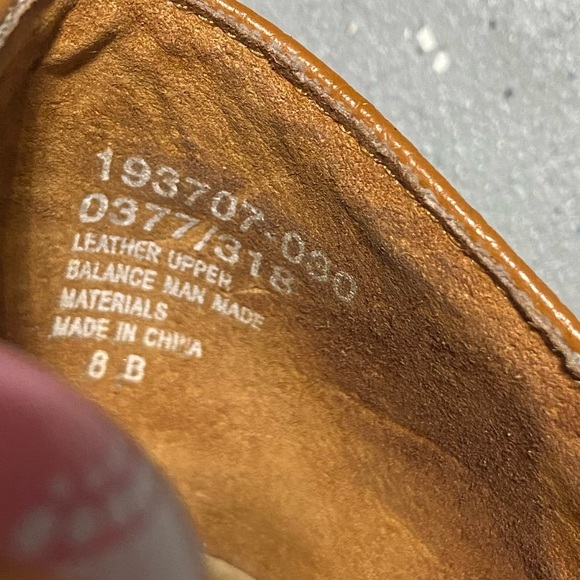 193707-090
0377/318
LEATHER UPPER
BALANCE MAN MADE
MATERIALS
MADE IN CHINA
8 B